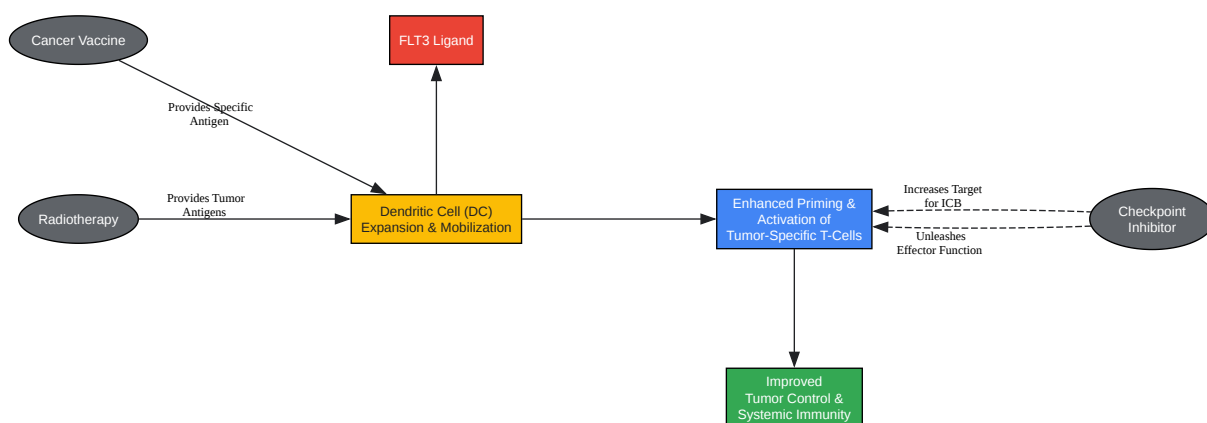 Cancer Vaccine
FLT3 Ligand
Provides Specific
Antigen
Radiotherapy
Provides Tumor
Antigens
Dendritic Cell (DC)
Expansion & Mobilization
Enhanced Priming &
Activation of
Tumor-Specific T-Cells
Increases Target
for ICB
Unleashes
Effector Function
Checkpoint
Inhibitor
Improved
Tumor Control &
Systemic Immunity